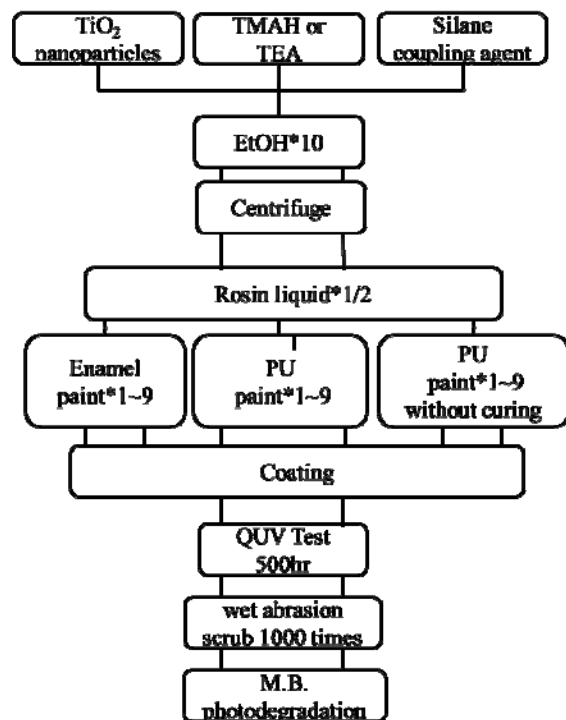 TiO2
nanoparticles
TMAH or
TEA
Silane
coupling agent
EtOH*10
Centrifuge
Rosin liquid*1/2
Enamel
paint*1~9
PU
paint*1~9
PU
paint*1~9
without curing
Coating
QUV Test
500hr
wet abrasion
scrub 1000 times
M.B.
photodegradation